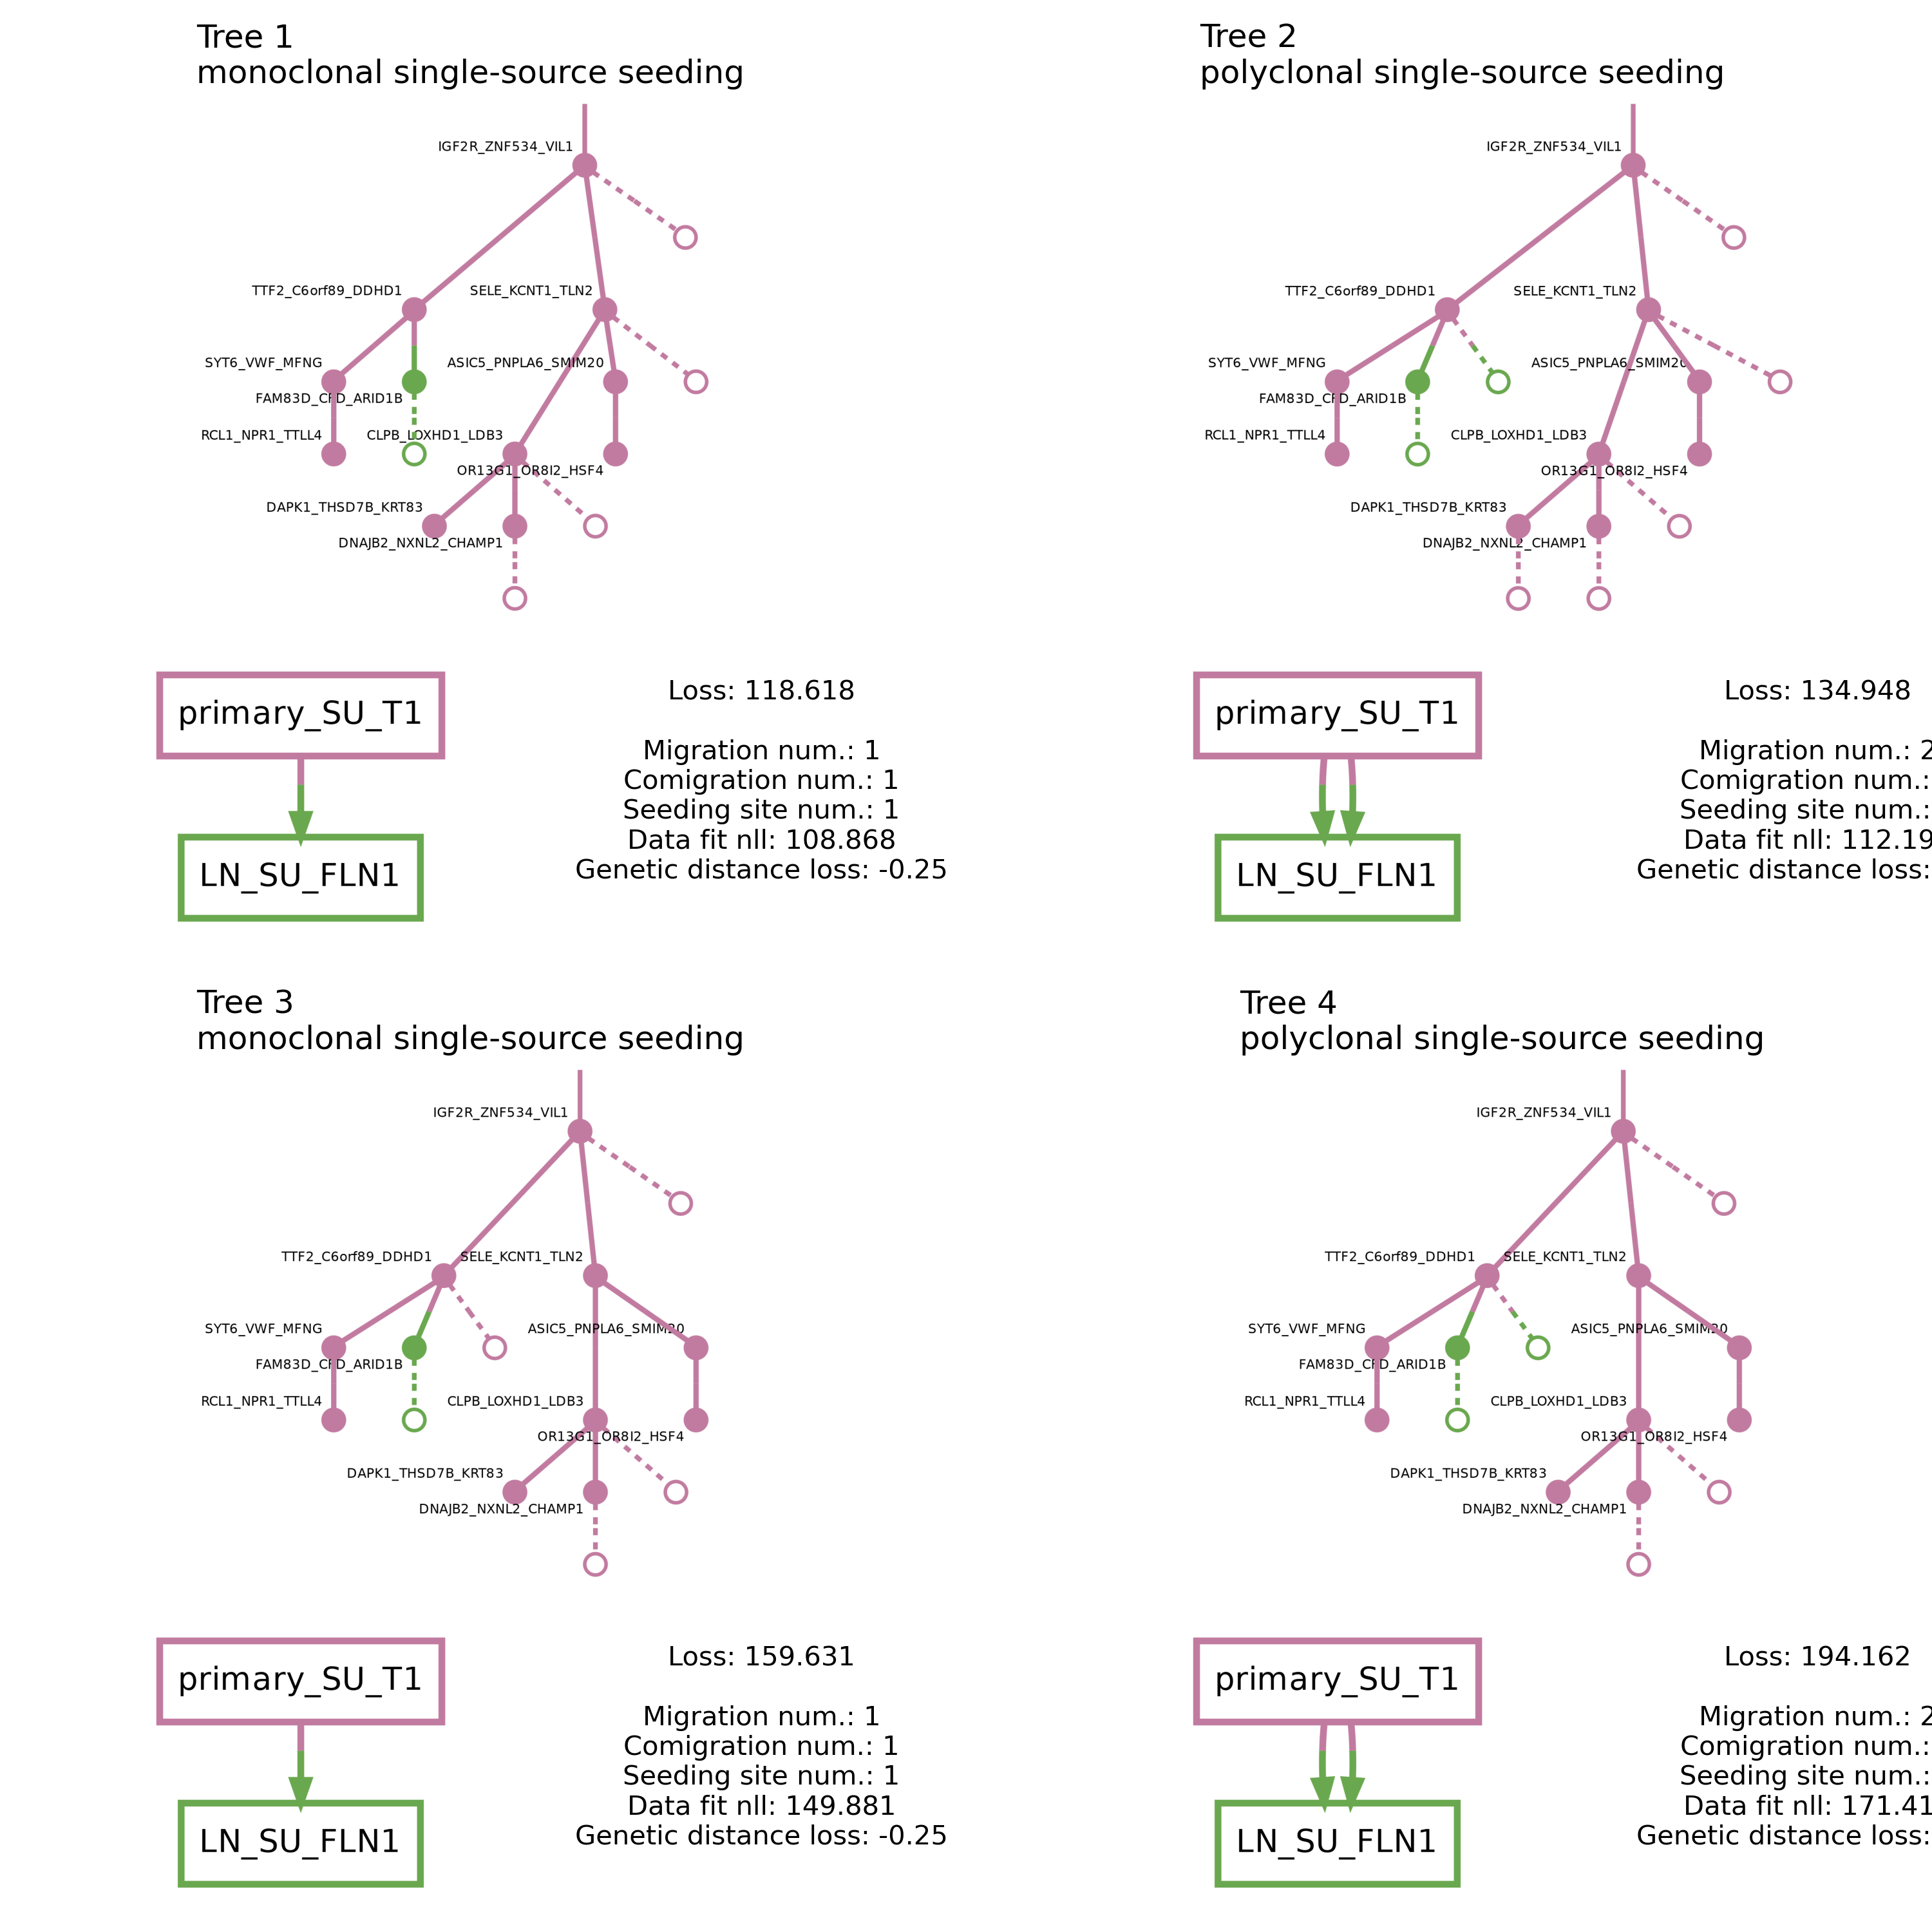 Tree 1
monoclonal single-source seeding
IGF2R_ZNF534_VIL1
TTF2_C6orf89_DDHD1
SELE_KCNT1_TLN2
SYT6_VWF_MFNG
ASIC5_PNPLA6_SMIM20
FAM83D_CFD_ARID1B
RCL1_NPR1_TTLL4
CLPB_LOXHD1_LDB3
OR13G1_OR8I2_HSF4
DAPK1_THSD7B_KRT83
DNAJB2_NXNL2_CHAMP1
primary_SU_T1
LN_SU_FLN1
Loss: 118.618
Migration num.: 1
Comigration num.: 1
Seeding site num.: 1
Data fit nll: 108.868
Genetic distance loss: -0.25
Tree 2
polyclonal single-source seeding
IGF2R_ZNF534_VIL1
TTF2_C6orf89_DDHD1
SELE_KCNT1_TLN2
SYT6_VWF_MFNG
ASIC5_PNPLA6_SMIM20
FAM83D_CFD_ARID1B
RCL1_NPR1_TTLL4
CLPB_LOXHD1_LDB3
OR13G1_OR8I2_HSF4
DAPK1_THSD7B_KRT83
DNAJB2_NXNL2_CHAMP1
primary_SU_T1
LN_SU_FLN1
Loss: 134.948
Migration num.: 2
Comigration num.:
Seeding site num.:
Data fit nll: 112.19
Genetic distance loss:
Tree 3
monoclonal single-source seeding
IGF2R_ZNF534_VIL1
TTF2_C6orf89_DDHD1
SELE_KCNT1_TLN2
SYT6_VWF_MFNG
ASIC5_PNPLA6_SMIM20
FAM83D_CFD_ARID1B
RCL1_NPR1_TTLL4
CLPB_LOXHD1_LDB3
OR13G1_OR8I2_HSF4
DAPK1_THSD7B_KRT83
DNAJB2_NXNL2_CHAMP1
primary_SU_T1
LN_SU_FLN1
Loss: 159.631
Migration num.: 1
Comigration num.: 1
Seeding site num.: 1
Data fit nll: 149.881
Genetic distance loss: -0.25
Tree 4
polyclonal single-source seeding
IGF2R_ZNF534_VIL1
TTF2_C6orf89_DDHD1
SELE_KCNT1_TLN2
SYT6_VWF_MFNG
ASIC5_PNPLA6_SMIM20
FAM83D_CFD_ARID1B
RCL1_NPR1_TTLL4
CLPB_LOXHD1_LDB3
OR13G1_OR8I2_HSF4
DAPK1_THSD7B_KRT83
DNAJB2_NXNL2_CHAMP1
primary_SU_T1
LN_SU_FLN1
Loss: 194.162
Migration num.: 2
Comigration num.:
Seeding site num.:
Data fit nll: 171.41
Genetic distance loss: